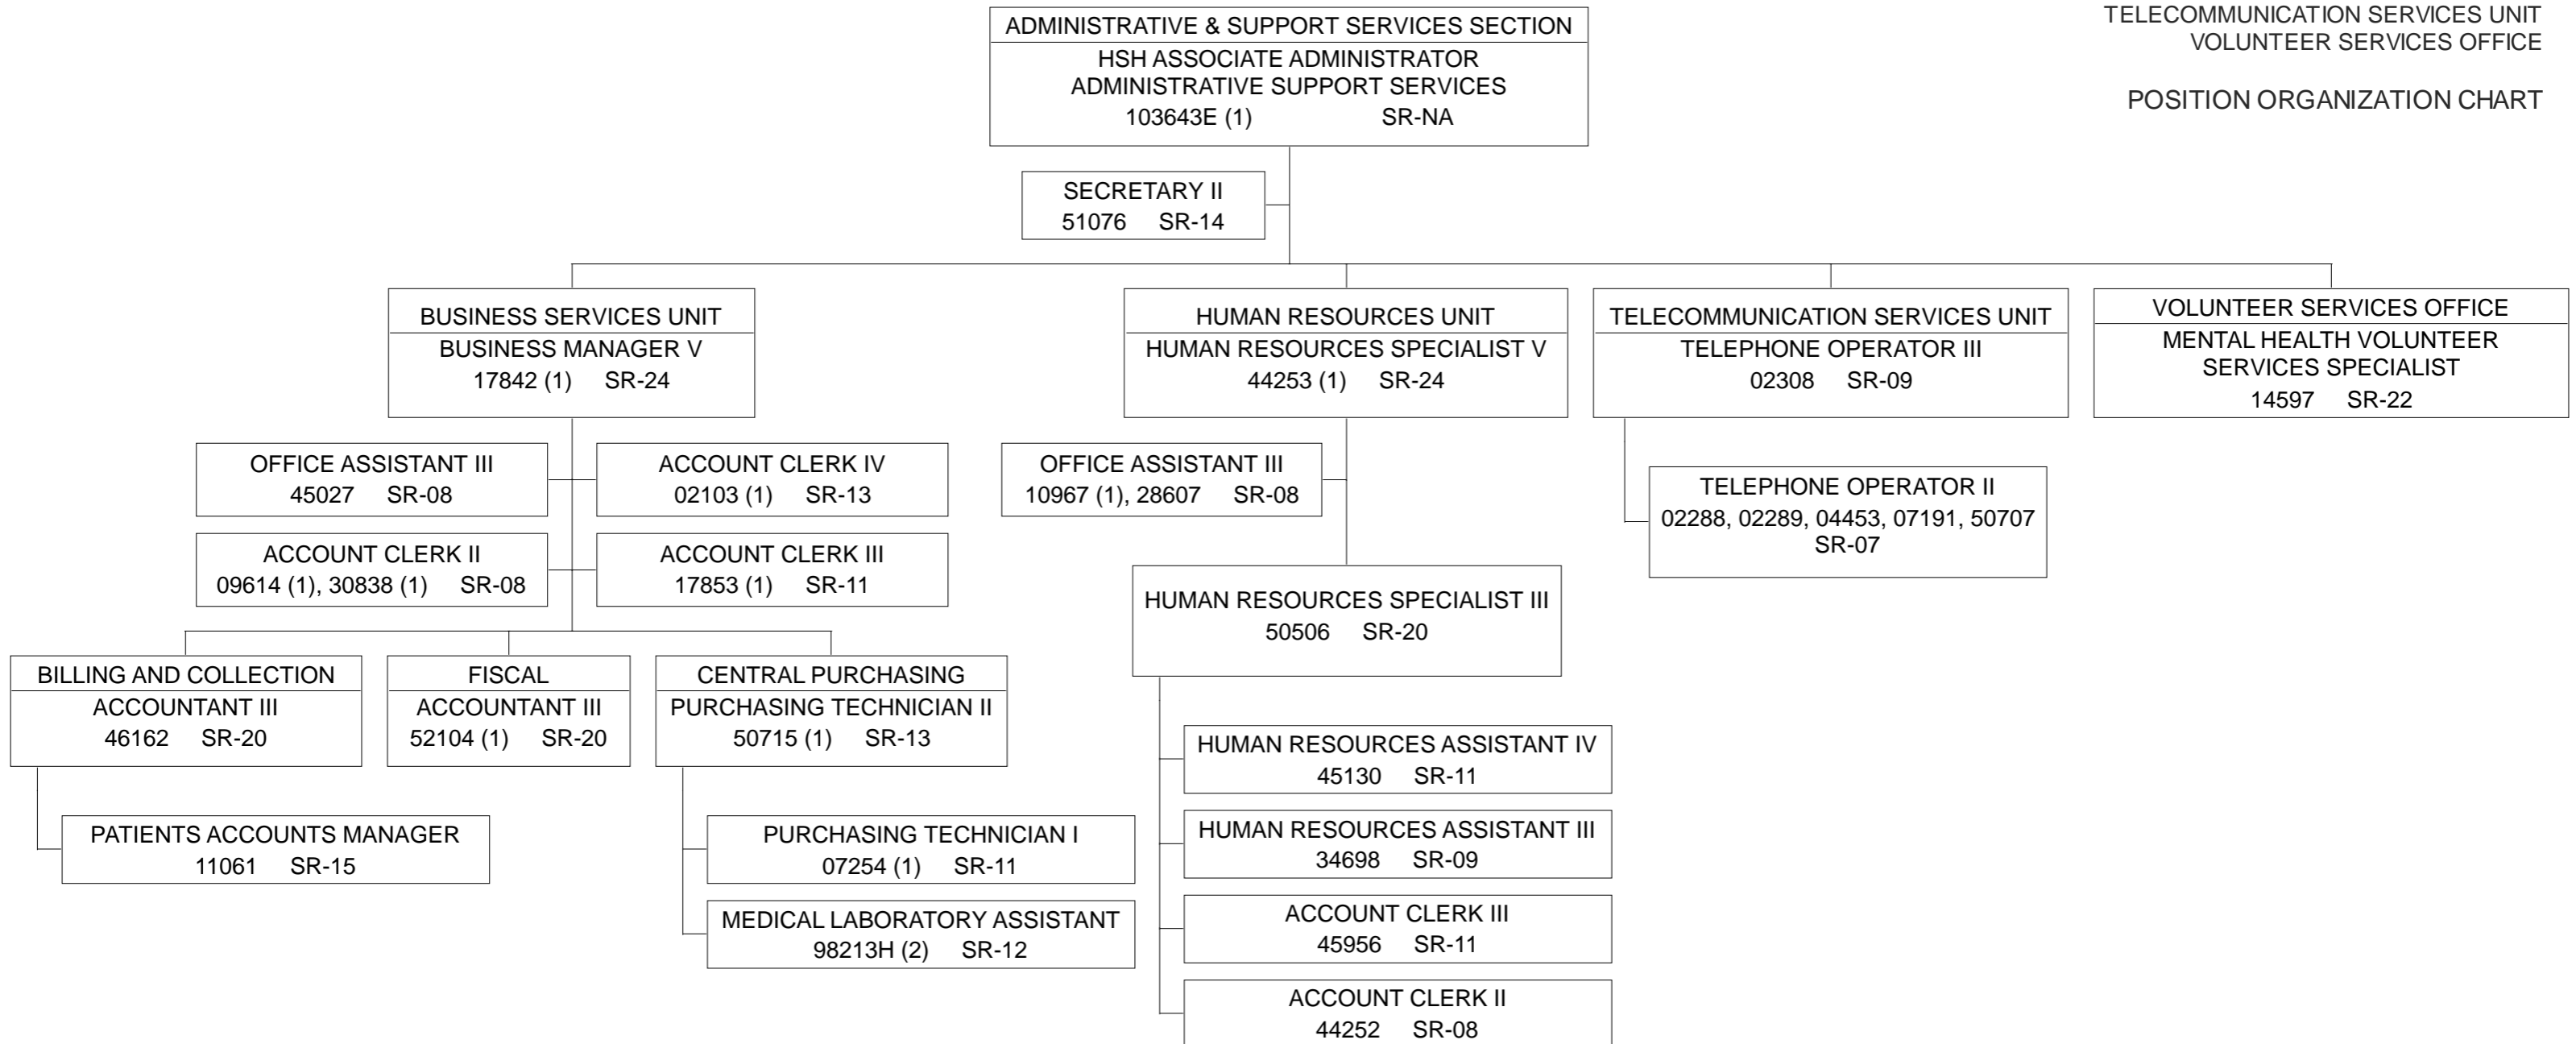 TELECOMMUNICATION SERVICES UNIT
VOLUNTEER SERVICES OFFICE
POSITION ORGANIZATION CHART
ADMINISTRATIVE & SUPPORT SERVICES SECTION
HSH ASSOCIATE ADMINISTRATOR
ADMINISTRATIVE SUPPORT SERVICES
103643E (1) SR-NA
SECRETARY II
51076 SR-14
BUSINESS SERVICES UNIT
BUSINESS MANAGER V
17842 (1) SR-24
HUMAN RESOURCES UNIT
HUMAN RESOURCES SPECIALIST V
44253 (1) SR-24
TELECOMMUNICATION SERVICES UNIT
TELEPHONE OPERATOR III
02308 SR-09
VOLUNTEER SERVICES OFFICE
MENTAL HEALTH VOLUNTEER
SERVICES SPECIALIST
14597 SR-22
OFFICE ASSISTANT III
45027 SR-08
ACCOUNT CLERK IV
02103 (1) SR-13
ACCOUNT CLERK II
09614 (1), 30838 (1) SR-08
ACCOUNT CLERK III
17853 (1) SR-11
OFFICE ASSISTANT III
10967 (1), 28607 SR-08
TELEPHONE OPERATOR II
02288, 02289, 04453, 07191, 50707
SR-07
HUMAN RESOURCES SPECIALIST III
50506 SR-20
BILLING AND COLLECTION
ACCOUNTANT III
46162 SR-20
FISCAL
ACCOUNTANT III
52104 (1) SR-20
CENTRAL PURCHASING
PURCHASING TECHNICIAN II
50715 (1) SR-13
PATIENTS ACCOUNTS MANAGER
11061 SR-15
PURCHASING TECHNICIAN I
07254 (1) SR-11
MEDICAL LABORATORY ASSISTANT
98213H (2) SR-12
HUMAN RESOURCES ASSISTANT IV
45130 SR-11
HUMAN RESOURCES ASSISTANT III
34698 SR-09
ACCOUNT CLERK III
45956 SR-11
ACCOUNT CLERK II
44252 SR-08